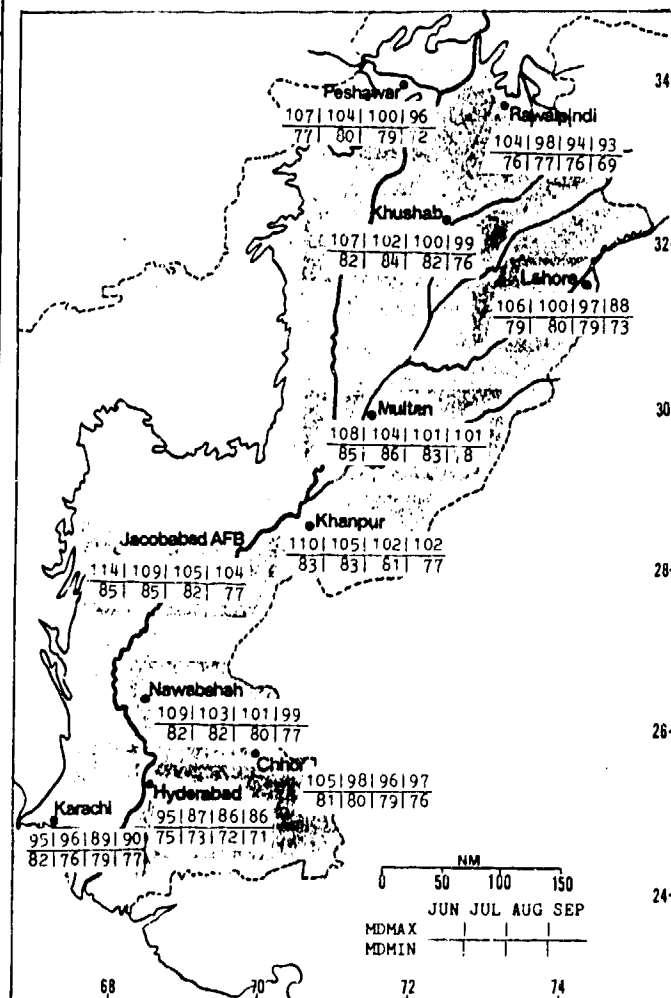 34
Peshawar
107| 104| 100| 96
77| 80| 79|
Rawalpindi
104| 98| 94| 93
76| 77| 76| 69
Khushab
32
107| 102| 100| 99
82| 84| 82| 76
Lahore
106| 100| 97| 88
79| 80| 79| 73
30
Multan
108| 104| 101| 101
85| 86| 83|
Khanpur
110| 105| 102| 102
83| 83| 81| 77
Jacobabad AFB
114| 109| 105| 104
85| 85| 82| 77
28
Nawabshah
109| 103| 101| 99
82| 82| 80| 77
26
Chhor
105| 98| 96| 97
81| 80| 79| 76
Hyderabad
95| 87| 86| 86
75| 73| 72| 71
Karachi
95| 96| 89| 90
82| 76| 79| 77
24
NM
0 50 100 150
JUN JUL AUG SEP
MDMAX
MDMIN
68 70 72 74